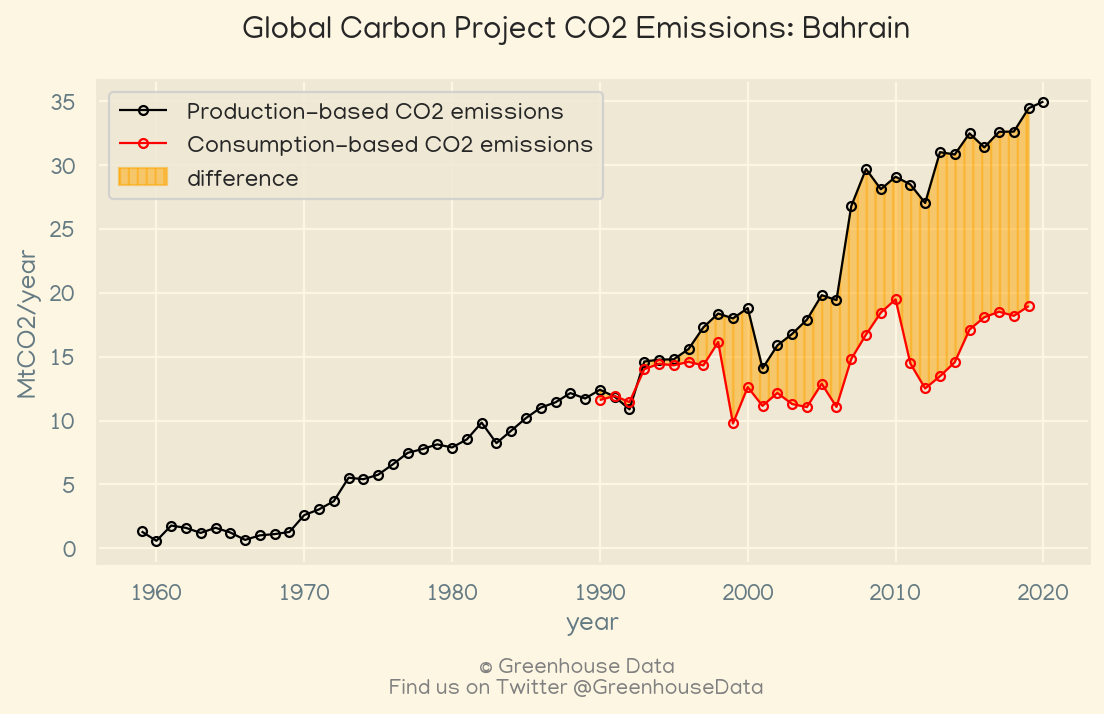 Global Carbon Project CO2 Emissions: Bahrain
Production-based CO2 emissions
Consumption-based CO2 emissions
difference
MtCO2/year
35
30
25
20
15
10
5
0
1960 1970 1980 1990 2000 2010 2020
year
© Greenhouse Data
Find us on Twitter @GreenhouseData